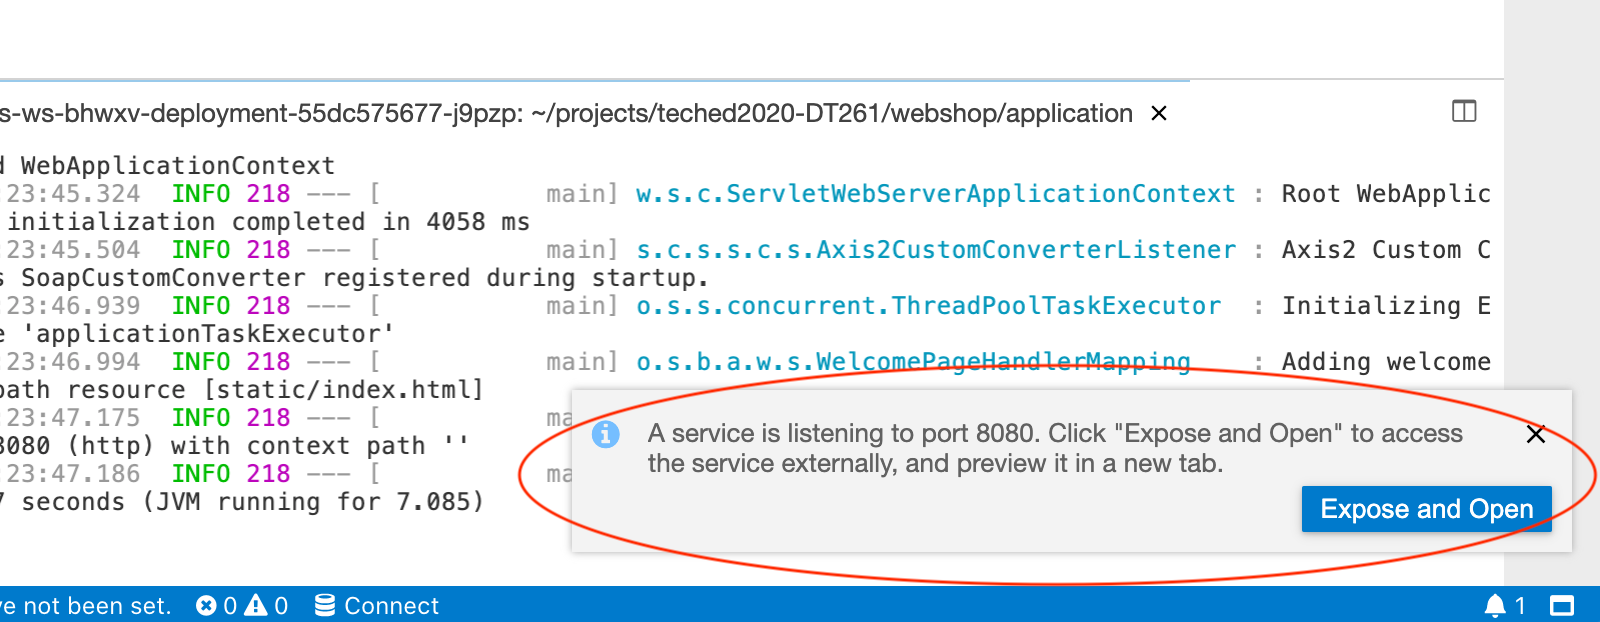 s-ws-bhwxv-deployment-55dc575677-j9pzp: ~/projects/teched2020-DT261/webshop/application
d WebApplicationContext
:23:45.324 INFO 218 --- [ main] w.s.c.ServletWebServerApplicationContext : Root WebApplic
initialization completed in 4058 ms
:23:45.504 INFO 218 --- [ main] s.c.s.s.c.s.Axis2CustomConverterListener : Axis2 Custom C
s SoapCustomConverter registered during startup.
:23:46.939 INFO 218 --- [ main] o.s.s.concurrent.ThreadPoolTaskExecutor : Initializing E
e 'applicationTaskExecutor'
:23:46.994 INFO 218 --- [ main] o.s.b.a.w.s.WelcomePageHandlerMapping : Adding welcome
path resource [static/index.html]
:23:47.175 INFO 218 --- [ ma
8080 (http) with context path ''
:23:47.186 INFO 218 --- [ ma
7 seconds (JVM running for 7.085)
A service is listening to port 8080. Click "Expose and Open" to access
the service externally, and preview it in a new tab.
Expose and Open
ve not been set. 0 0 Connect 1